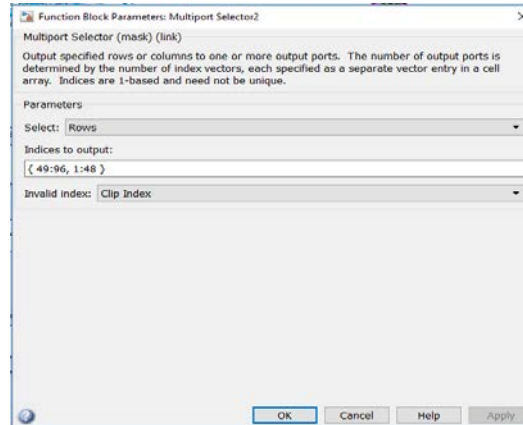 Function Block Parameters: Multiport Selector2
Multiport Selector (mask) (link)
Output specified rows or columns to one or more output ports. The number of output ports is
determined by the number of index vectors, each specified as a separate vector entry in a cell
array. Indices are 1-based and need not be unique.
Parameters
Select: Rows
Indices to output:
{ 49:96, 1:48 }
Invalid index: Clip Index
OK Cancel Help Apply